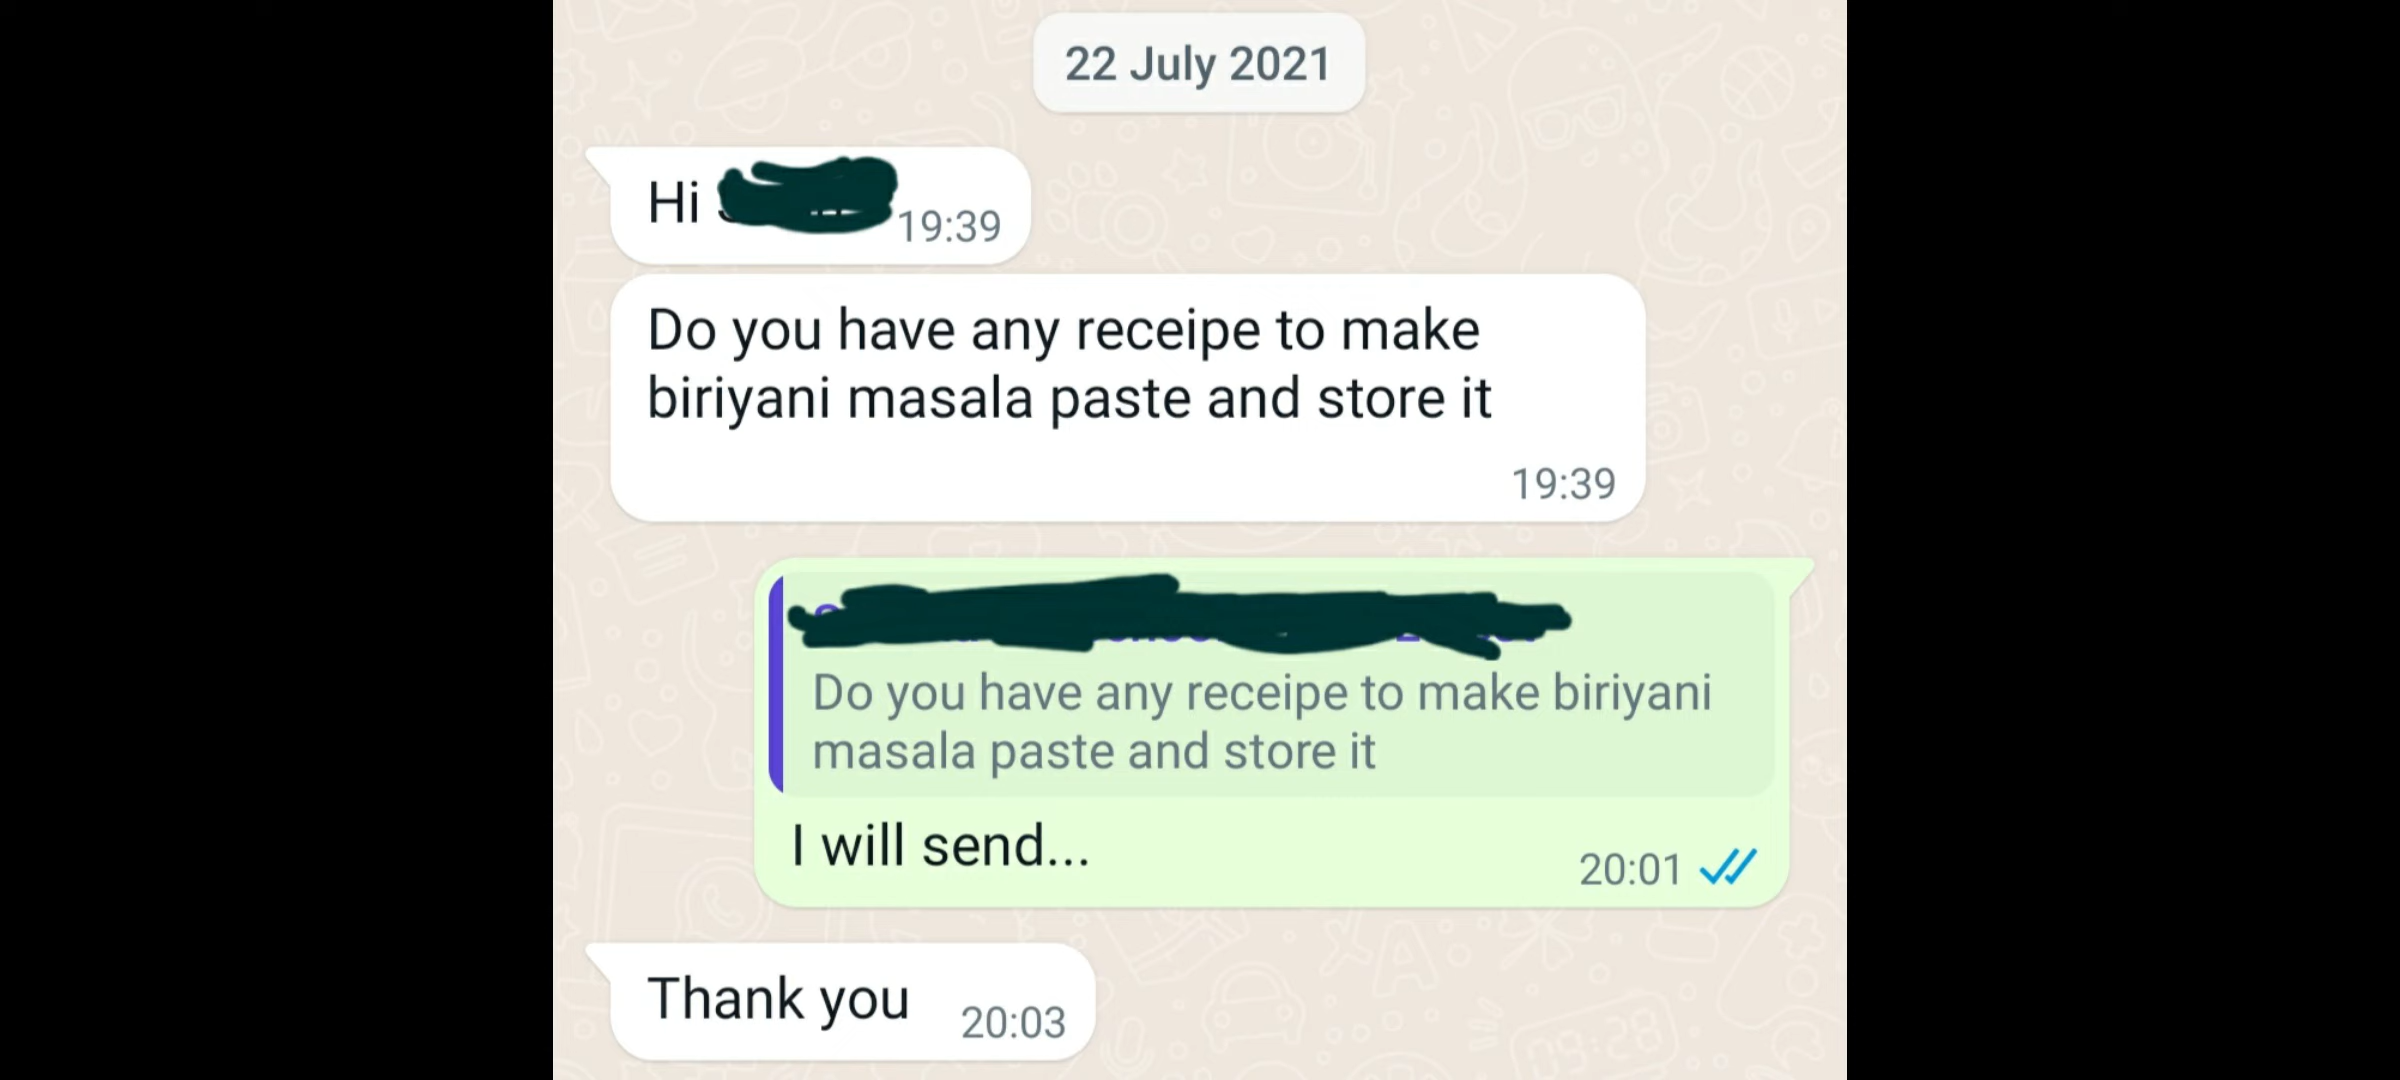 22 July 2021
Hi
19:39
Do you have any receipe to make
biriyani masala paste and store it
19:39
Do you have any receipe to make biriyani
masala paste and store it
I will send...
20:01
Thank you
20:03